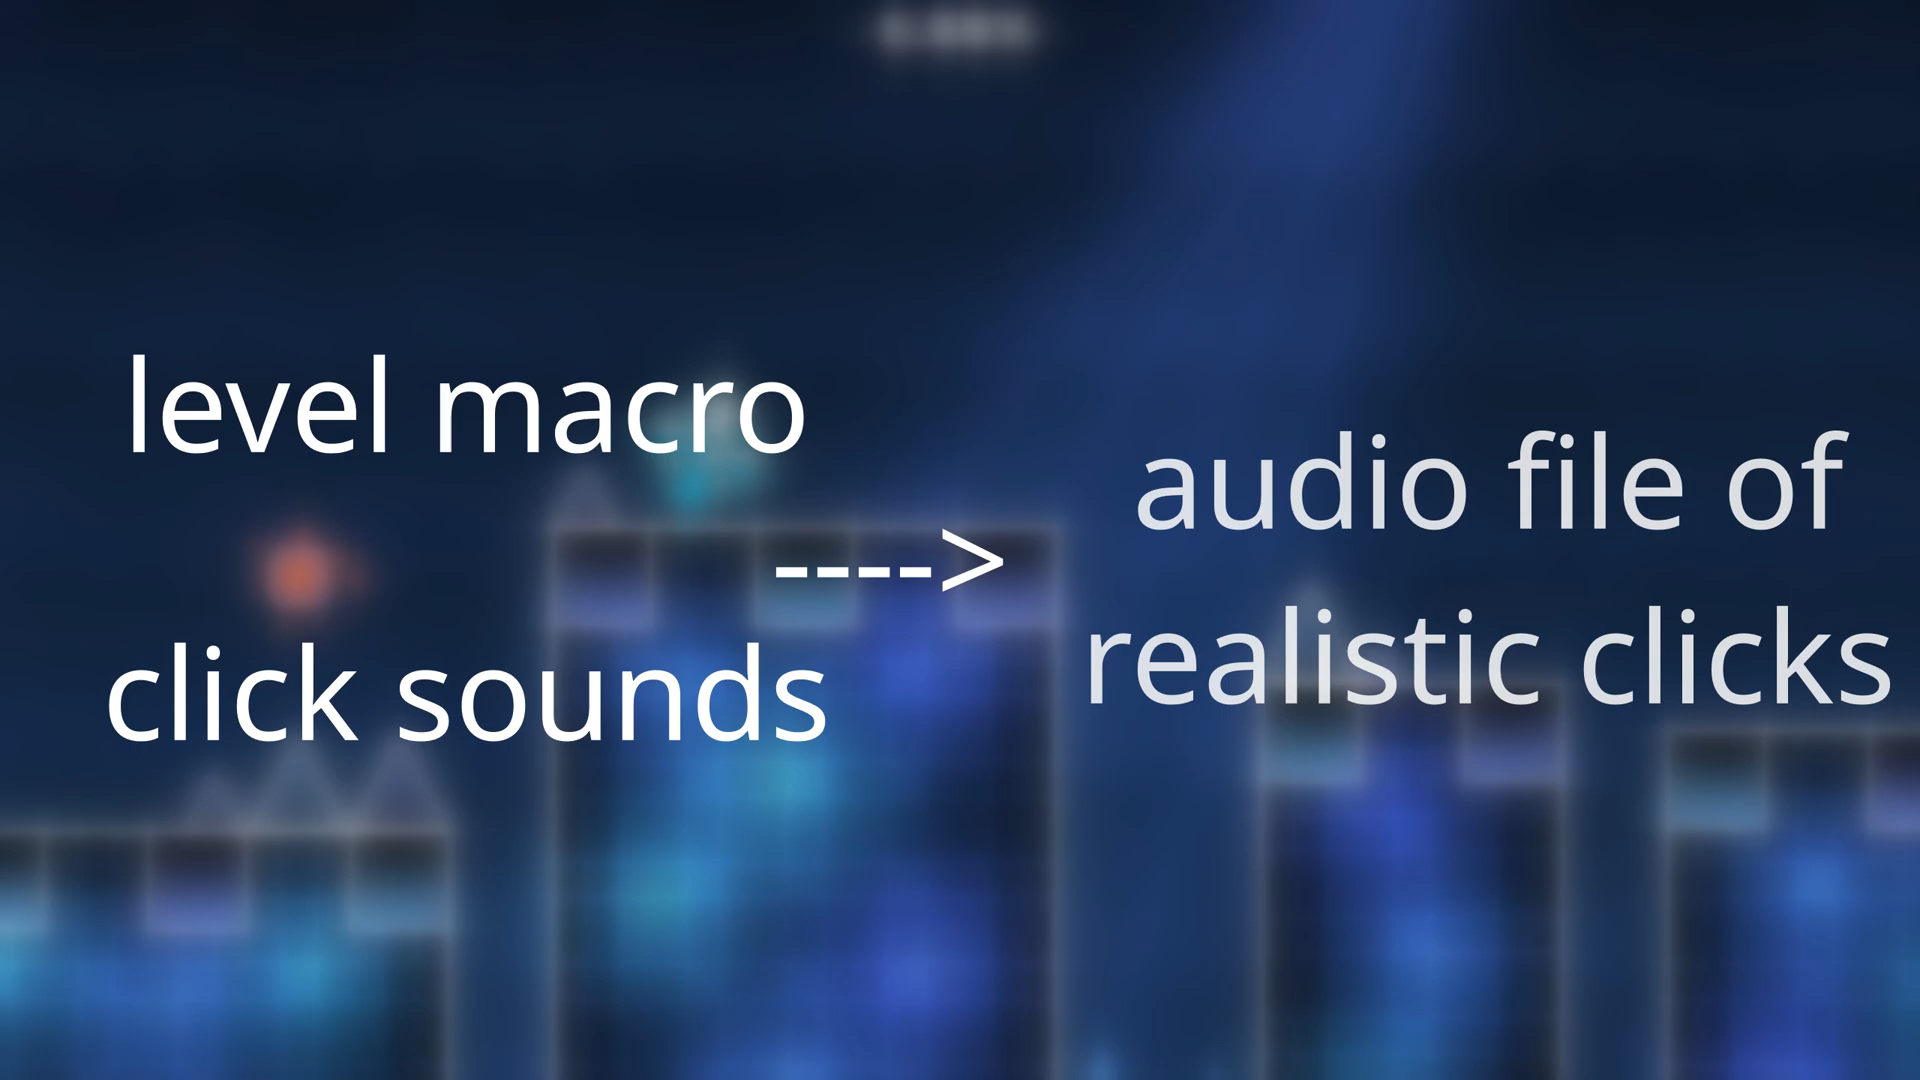 level macro
click sounds
---->
audio file of
realistic clicks